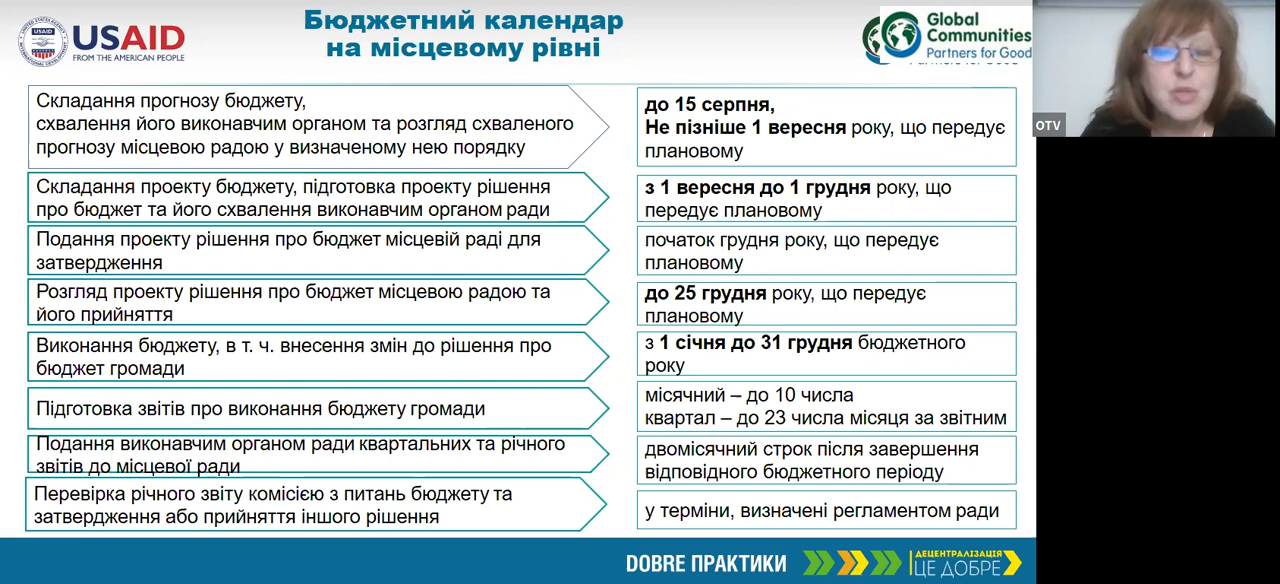 USAID
FROM THE AMERICAN PEOPLE
Бюджетний календар
на місцевому рівні
Global
Communities
Partners for Good
Складання прогнозу бюджету,
схвалення його виконавчим органом та розгляд схваленого
прогнозу місцевою радою у визначеному нею порядку
до 15 серпня,
Не пізніше 1 вересня року, що передує
плановому
Складання проекту бюджету, підготовка проекту рішення
про бюджет та його схвалення виконавчим органом ради
з 1 вересня до 1 грудня року, що
передує плановому
Подання проекту рішення про бюджет місцевій раді для
затвердження
початок грудня року, що передує
плановому
Розгляд проекту рішення про бюджет місцевою радою та
його прийняття
до 25 грудня року, що передує
плановому
Виконання бюджету, в т. ч. внесення змін до рішення про
бюджет громади
з 1 січня до 31 грудня бюджетного
року
Підготовка звітів про виконання бюджету громади
місячний – до 10 числа
квартал – до 23 числа місяця за звітним
Подання виконавчим органом ради квартальних та річного
звітів до місцевої ради
двомісячний строк після завершення
відповідного бюджетного періоду
Перевірка річного звіту комісією з питань бюджету та
затвердження або прийняття іншого рішення
у терміни, визначені регламентом ради
DOBRE ПРАКТИКИ
ДЕЦЕНТРАЛІЗАЦІЯ
ЦЕ ДОБРЕ
OTV